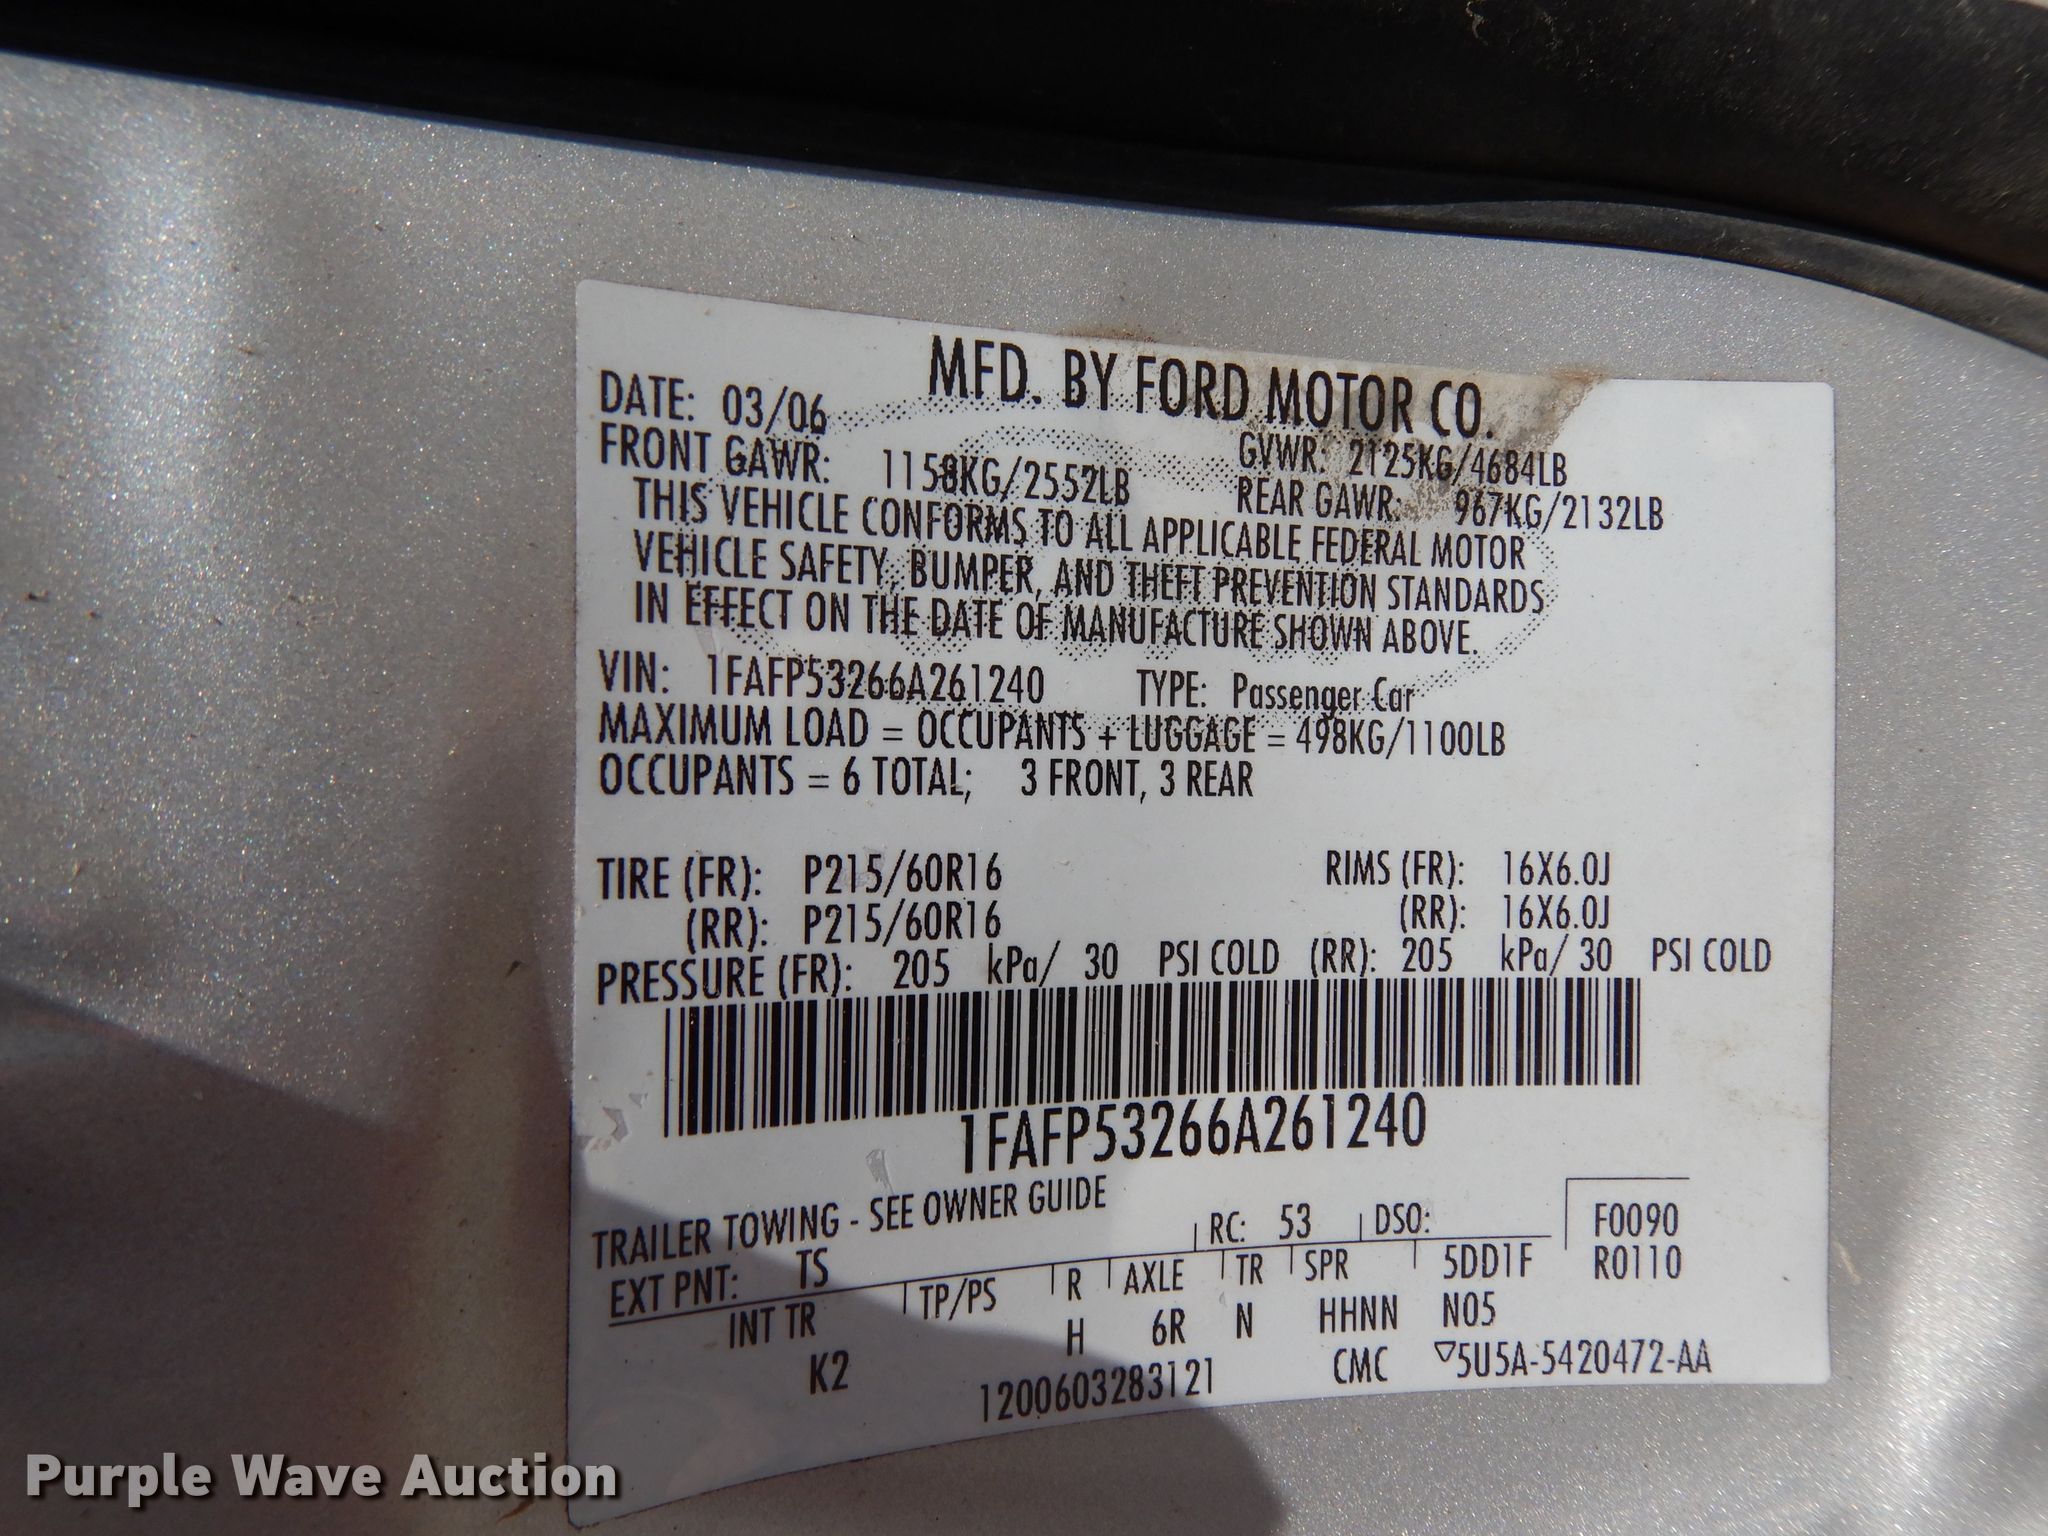 MFD. BY FORD MOTOR CO.
DATE: 03/06
GVWR: 2125KG/4684LB
FRONT GAWR: 1158KG/2552LB
REAR GAWR: 967KG/2132LB
THIS VEHICLE CONFORMS TO ALL APPLICABLE FEDERAL MOTOR
VEHICLE SAFETY, BUMPER, AND THEFT PREVENTION STANDARDS
IN EFFECT ON THE DATE OF MANUFACTURE SHOWN ABOVE.
VIN: 1FAFP53266A261240 TYPE: Passenger Car
MAXIMUM LOAD = OCCUPANTS + LUGGAGE = 498KG/1100LB
OCCUPANTS = 6 TOTAL; 3 FRONT, 3 REAR
TIRE (FR): P215/60R16 RIMS (FR): 16X6.0J
(RR): P215/60R16 (RR): 16X6.0J
PRESSURE (FR): 205 kPa/ 30 PSI COLD (RR): 205 kPa/ 30 PSI COLD
1FAFP53266A261240
TRAILER TOWING - SEE OWNER GUIDE
RC: 53 DSO: F0090
EXT PNT: TS 5DD1F R0110
INT TR TP/PS R AXLE TR SPR
K2 H 6R N HHNN N05
1200603283121 CMC ▽5U5A-5420472-AA
Purple Wave Auction